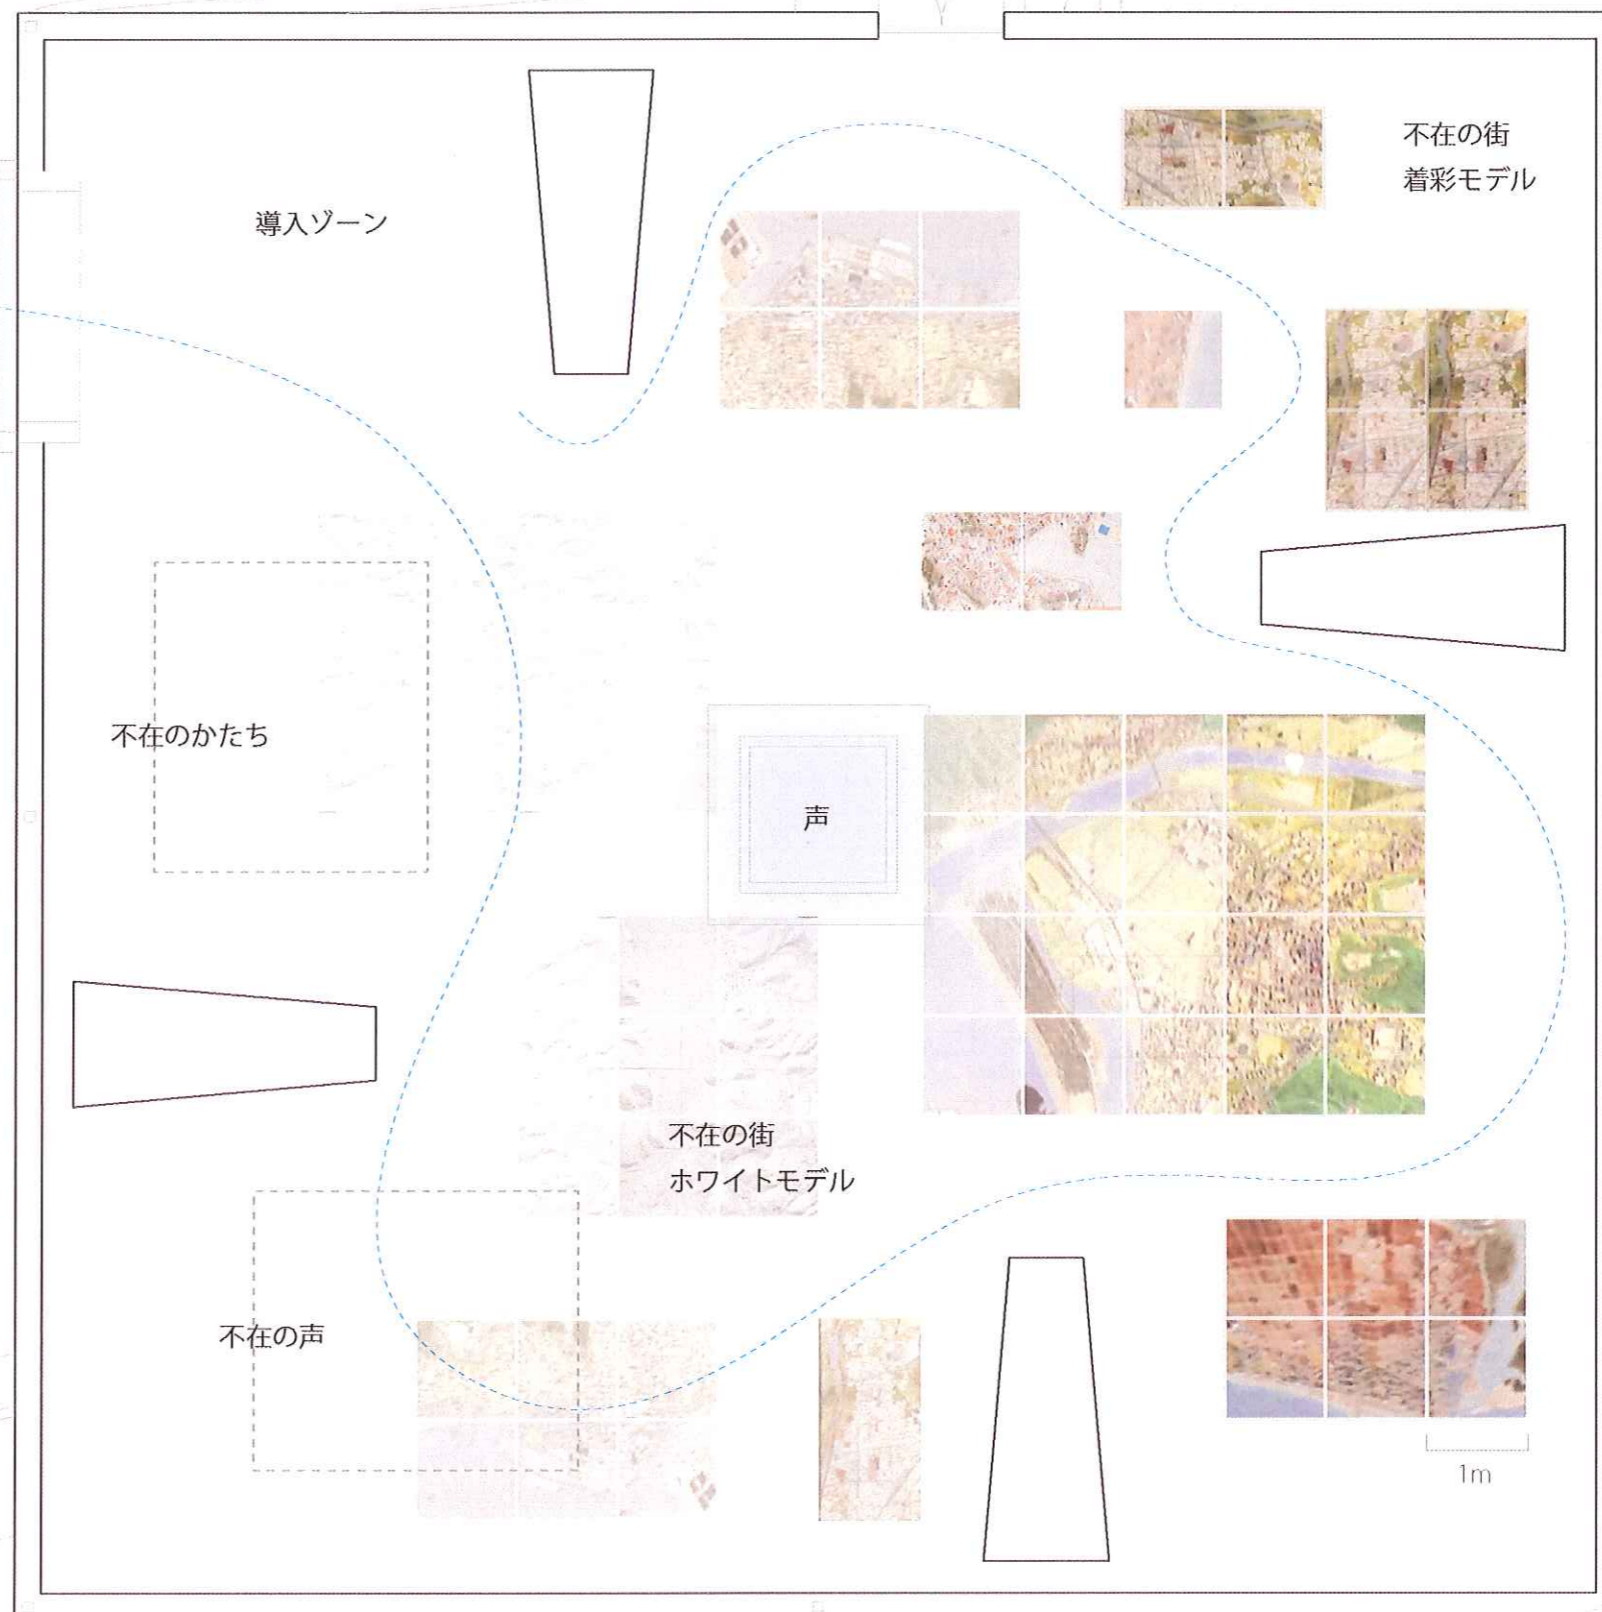 不在の街
着彩モデル
導入ゾーン
不在のかたち
声
不在の街
ホワイトモデル
不在の声
1m